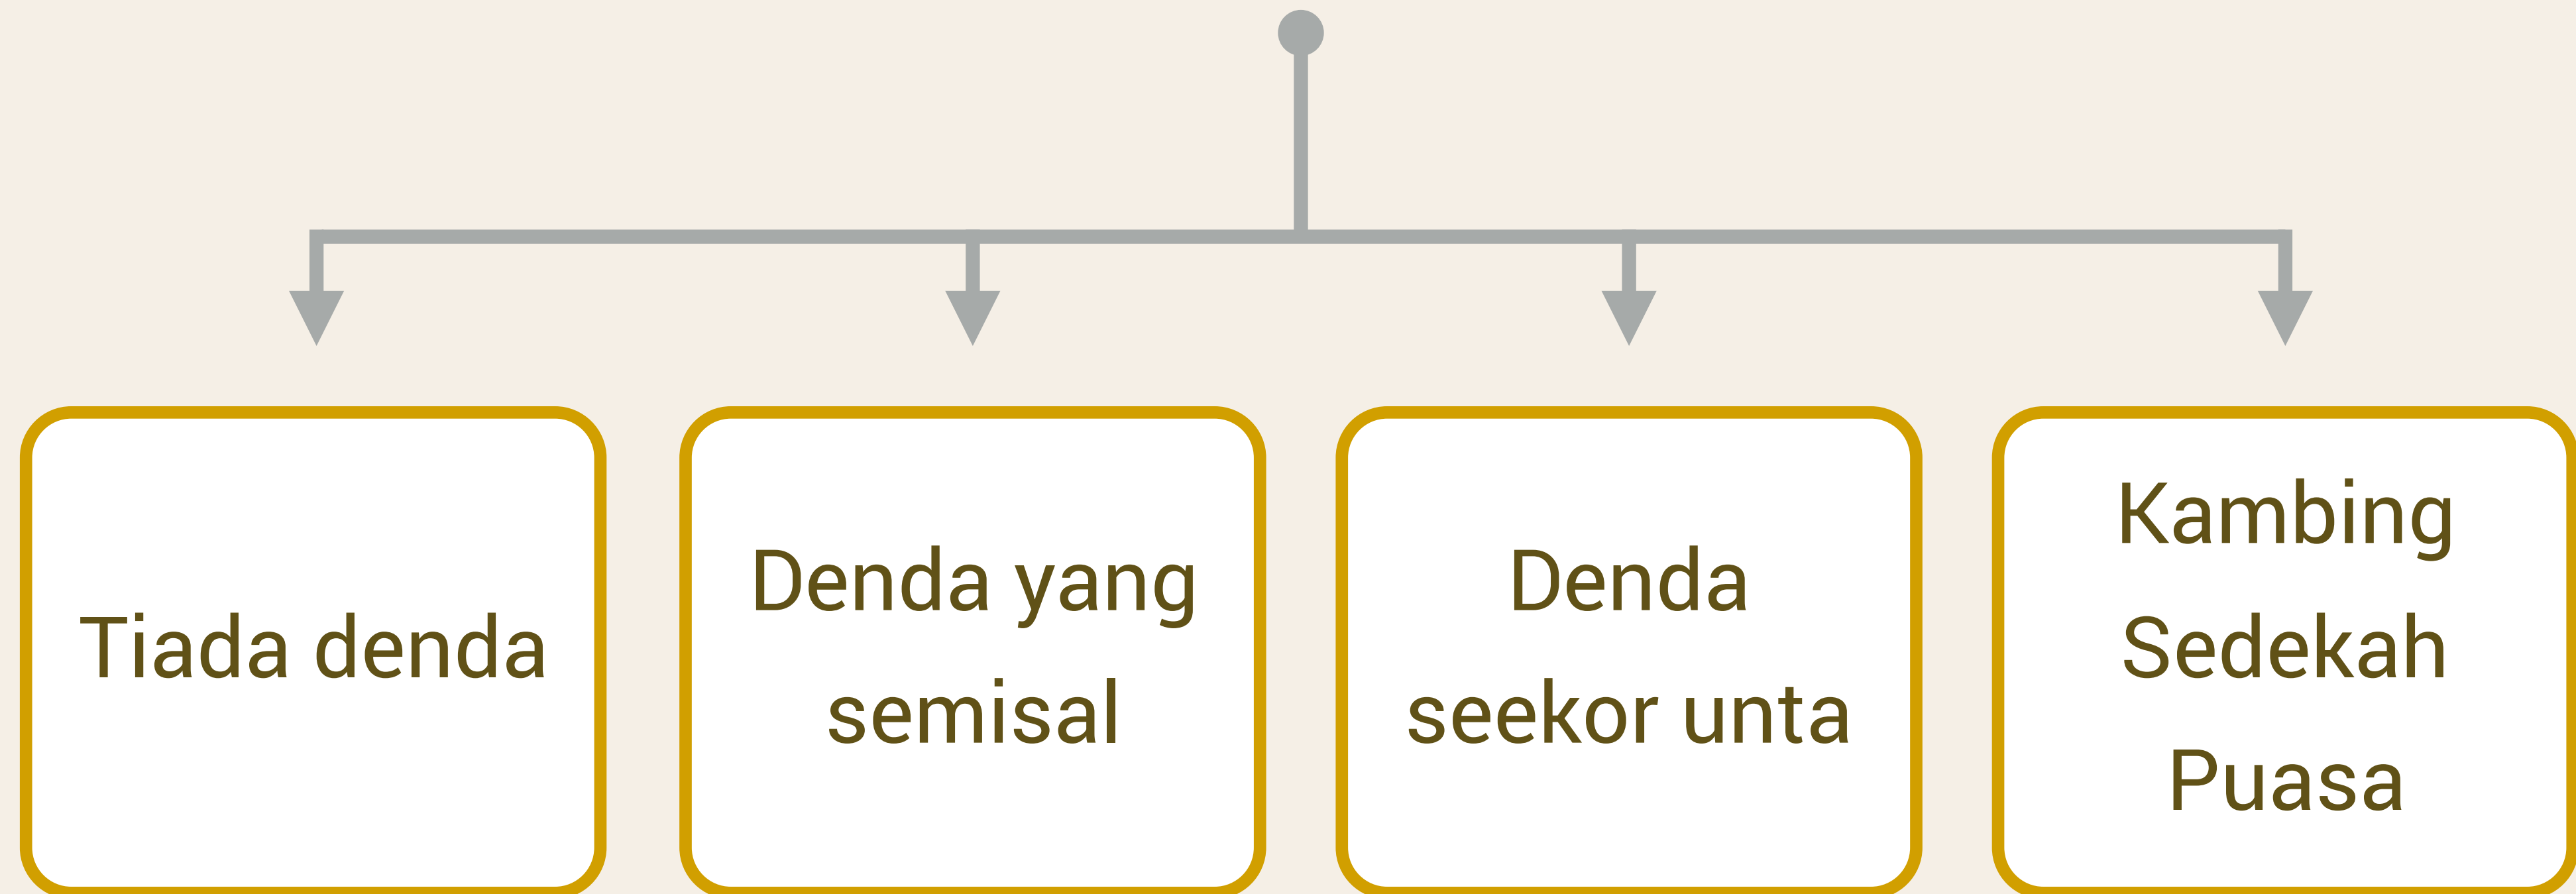 Tiada denda
Denda yang
semisal
Denda
seekor unta
Kambing
Sedekah
Puasa